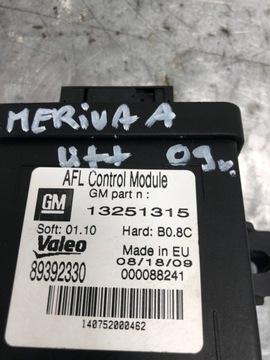 MERIVA A
09r.
AFL Control Module
GM part n :
GM 13251315
Soft: 01.10 Hard: B0.8C
Valeo Made in EU
08/18/09
89392330 000088241
140752000462